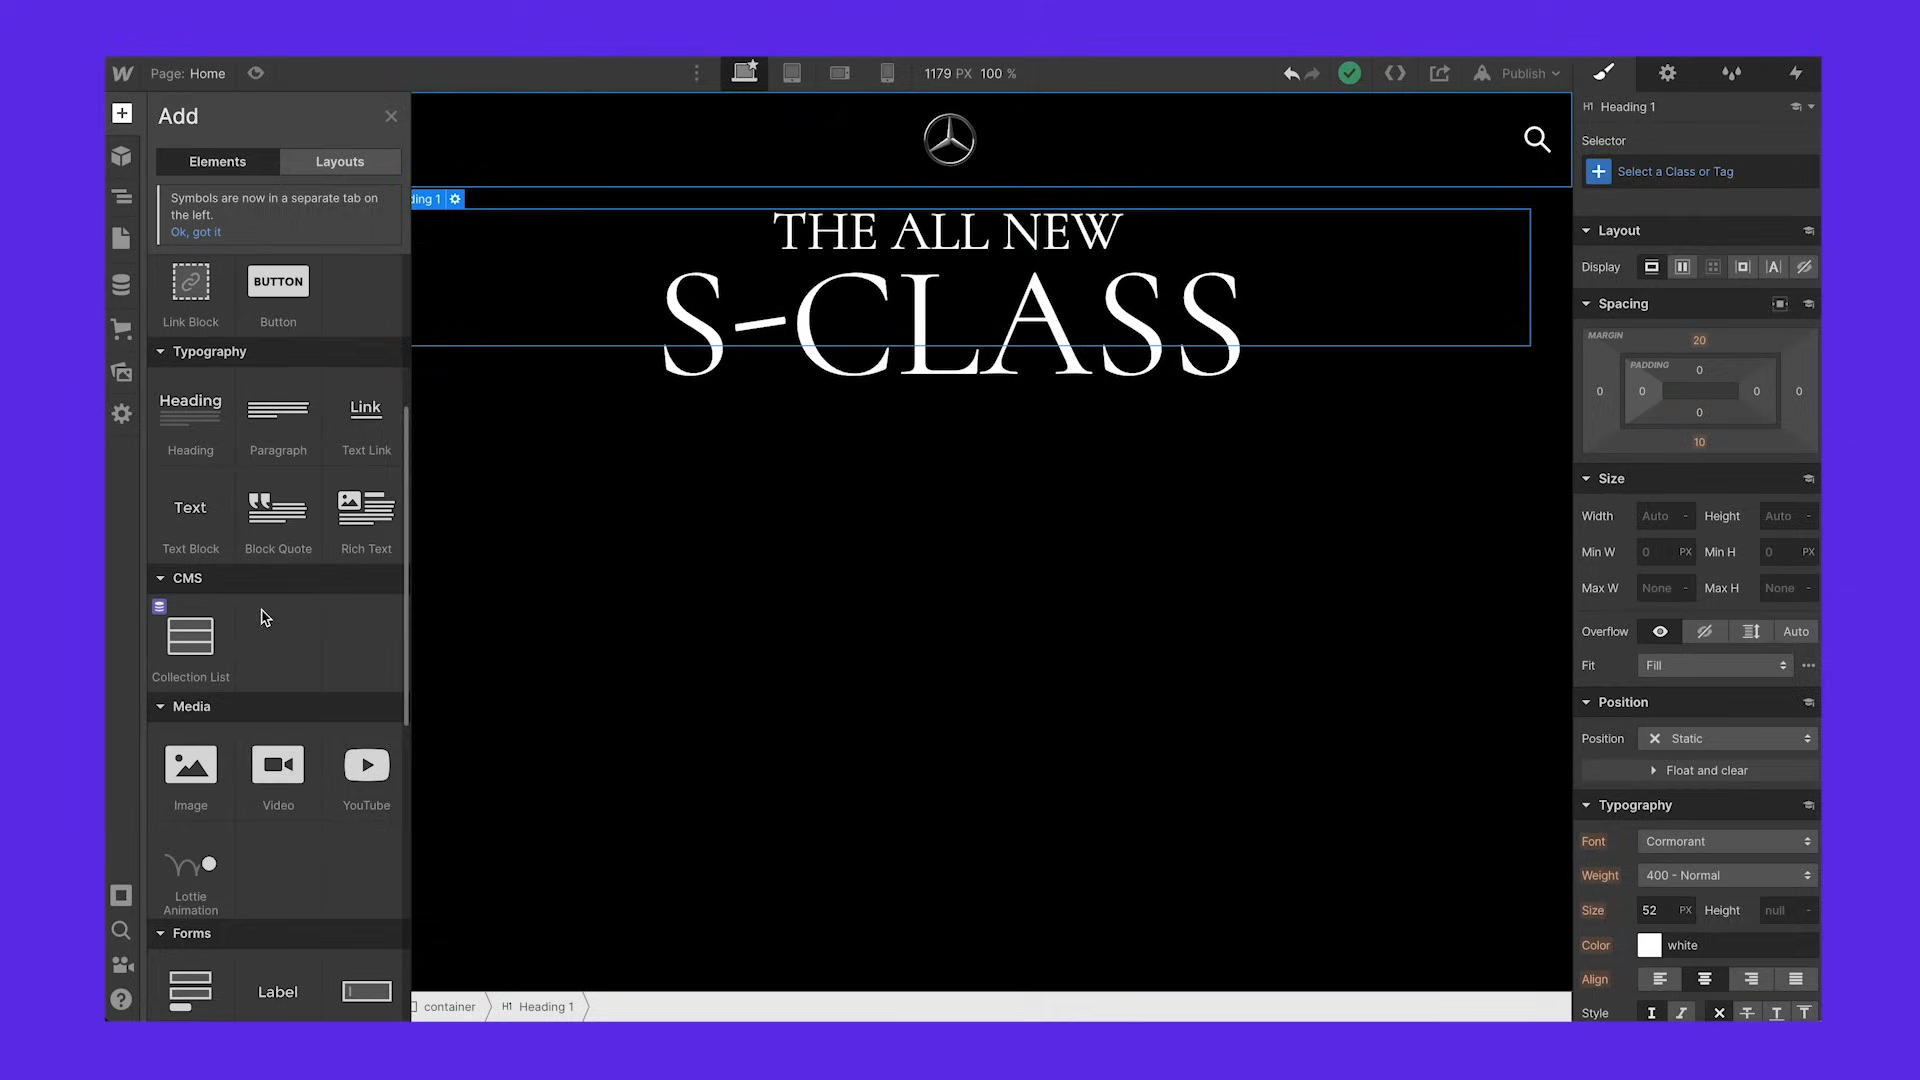 Page: Home
1179 PX 100 %
Publish
Add
Elements
Layouts
Symbols are now in a separate tab on
the left.
Ok, got it
BUTTON
Link Block
Button
Typography
Heading
Link
Heading
Paragraph
Text Link
Text
Text Block
Block Quote
Rich Text
CMS
Collection List
Media
Image
Video
YouTube
Lottie
Animation
Forms
Label
ding 1
THE ALL NEW
S-CLASS
container
H1 Heading 1
H1 Heading 1
Selector
Select a Class or Tag
Layout
Display
Spacing
MARGIN
20
PADDING
0
0 0 0 0
0
10
Size
Width Auto - Height Auto -
Min W 0 PX Min H 0 PX
Max W None - Max H None -
Overflow Auto
Fit Fill
Position
Position Static
Float and clear
Typography
Font Cormorant
Weight 400 - Normal
Size 52 PX Height null -
Color white
Align
Style